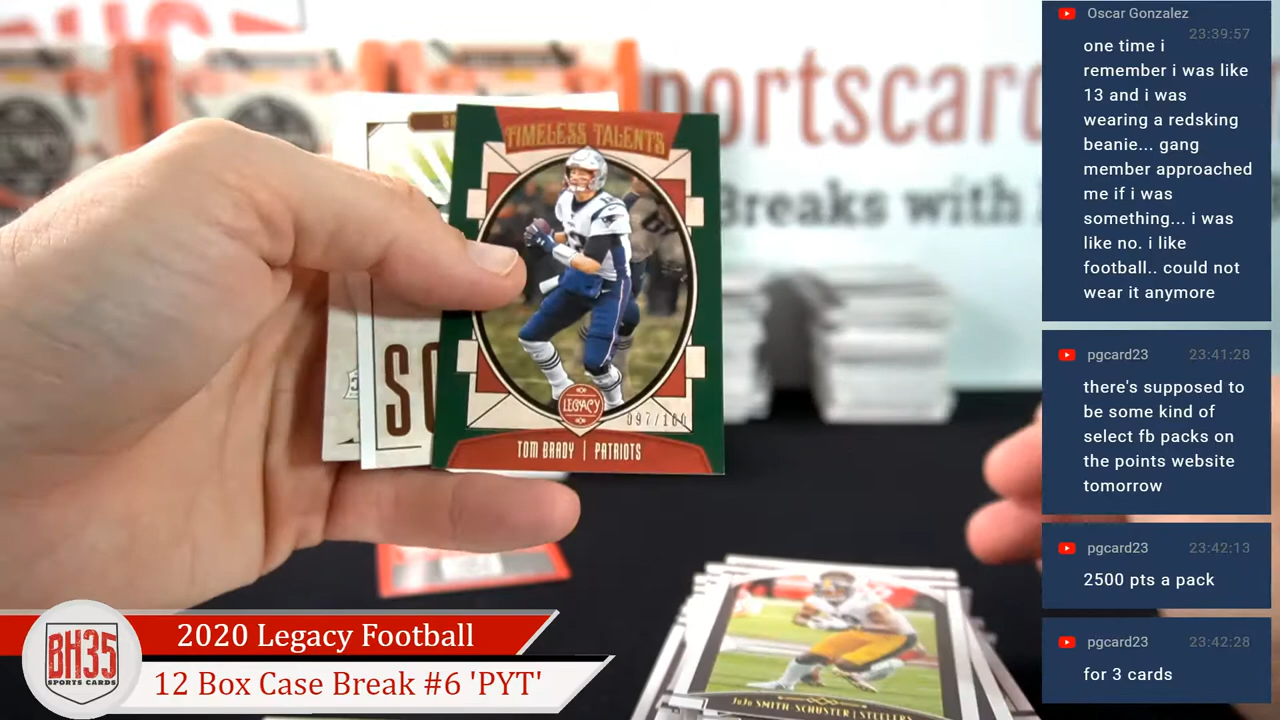 portscard
Breaks with
TIMELESS TALENTS
SO
LEGACY
097/100
TOM BRADY | PATRIOTS
JUJU SMITH-SCHUSTER | STEELERS
BH35
SPORTS CARDS
2020 Legacy Football
12 Box Case Break #6 'PYT'
Oscar Gonzalez
23:39:57
one time i
remember i was like
13 and i was
wearing a redsking
beanie... gang
member approached
me if i was
something... i was
like no. i like
football.. could not
wear it anymore
pgcard23 23:41:28
there's supposed to
be some kind of
select fb packs on
the points website
tomorrow
pgcard23 23:42:13
2500 pts a pack
pgcard23 23:42:28
for 3 cards